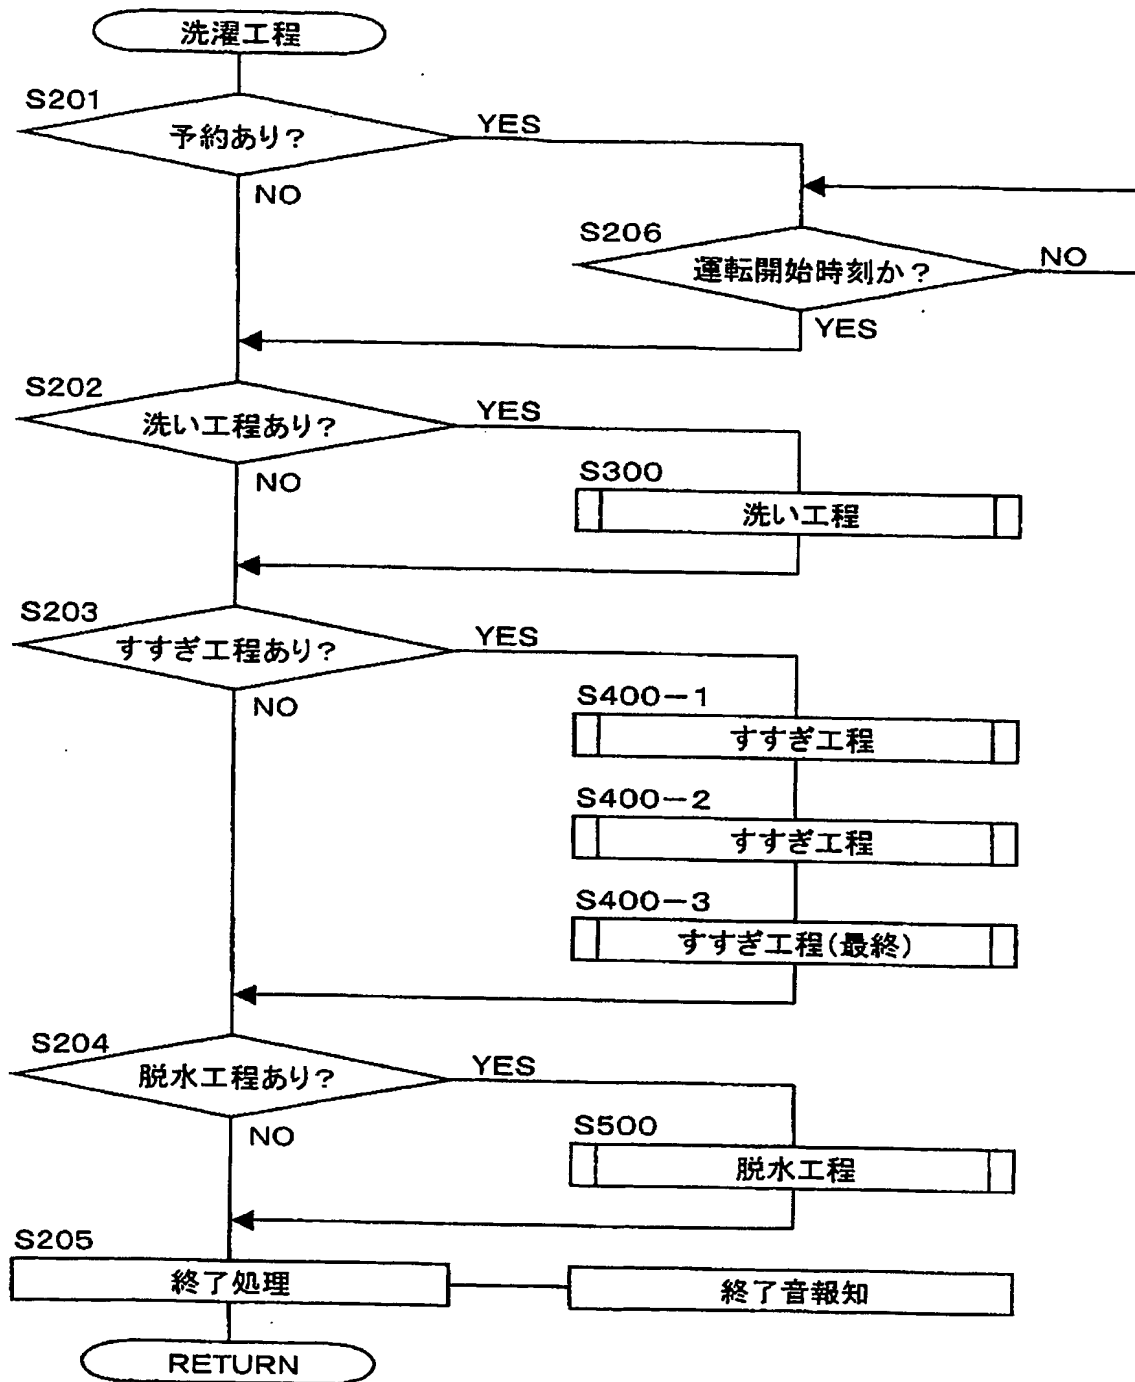 洗濯工程
S201
予約あり?
YES
NO
S206
運転開始時刻か?
NO
YES
S202
洗い工程あり?
YES
NO
S300
洗い工程
S203
すすぎ工程あり?
YES
NO
S400-1
すすぎ工程
S400-2
すすぎ工程
S400-3
すすぎ工程(最終)
S204
脱水工程あり?
YES
NO
S500
脱水工程
S205
終了処理
終了音報知
RETURN